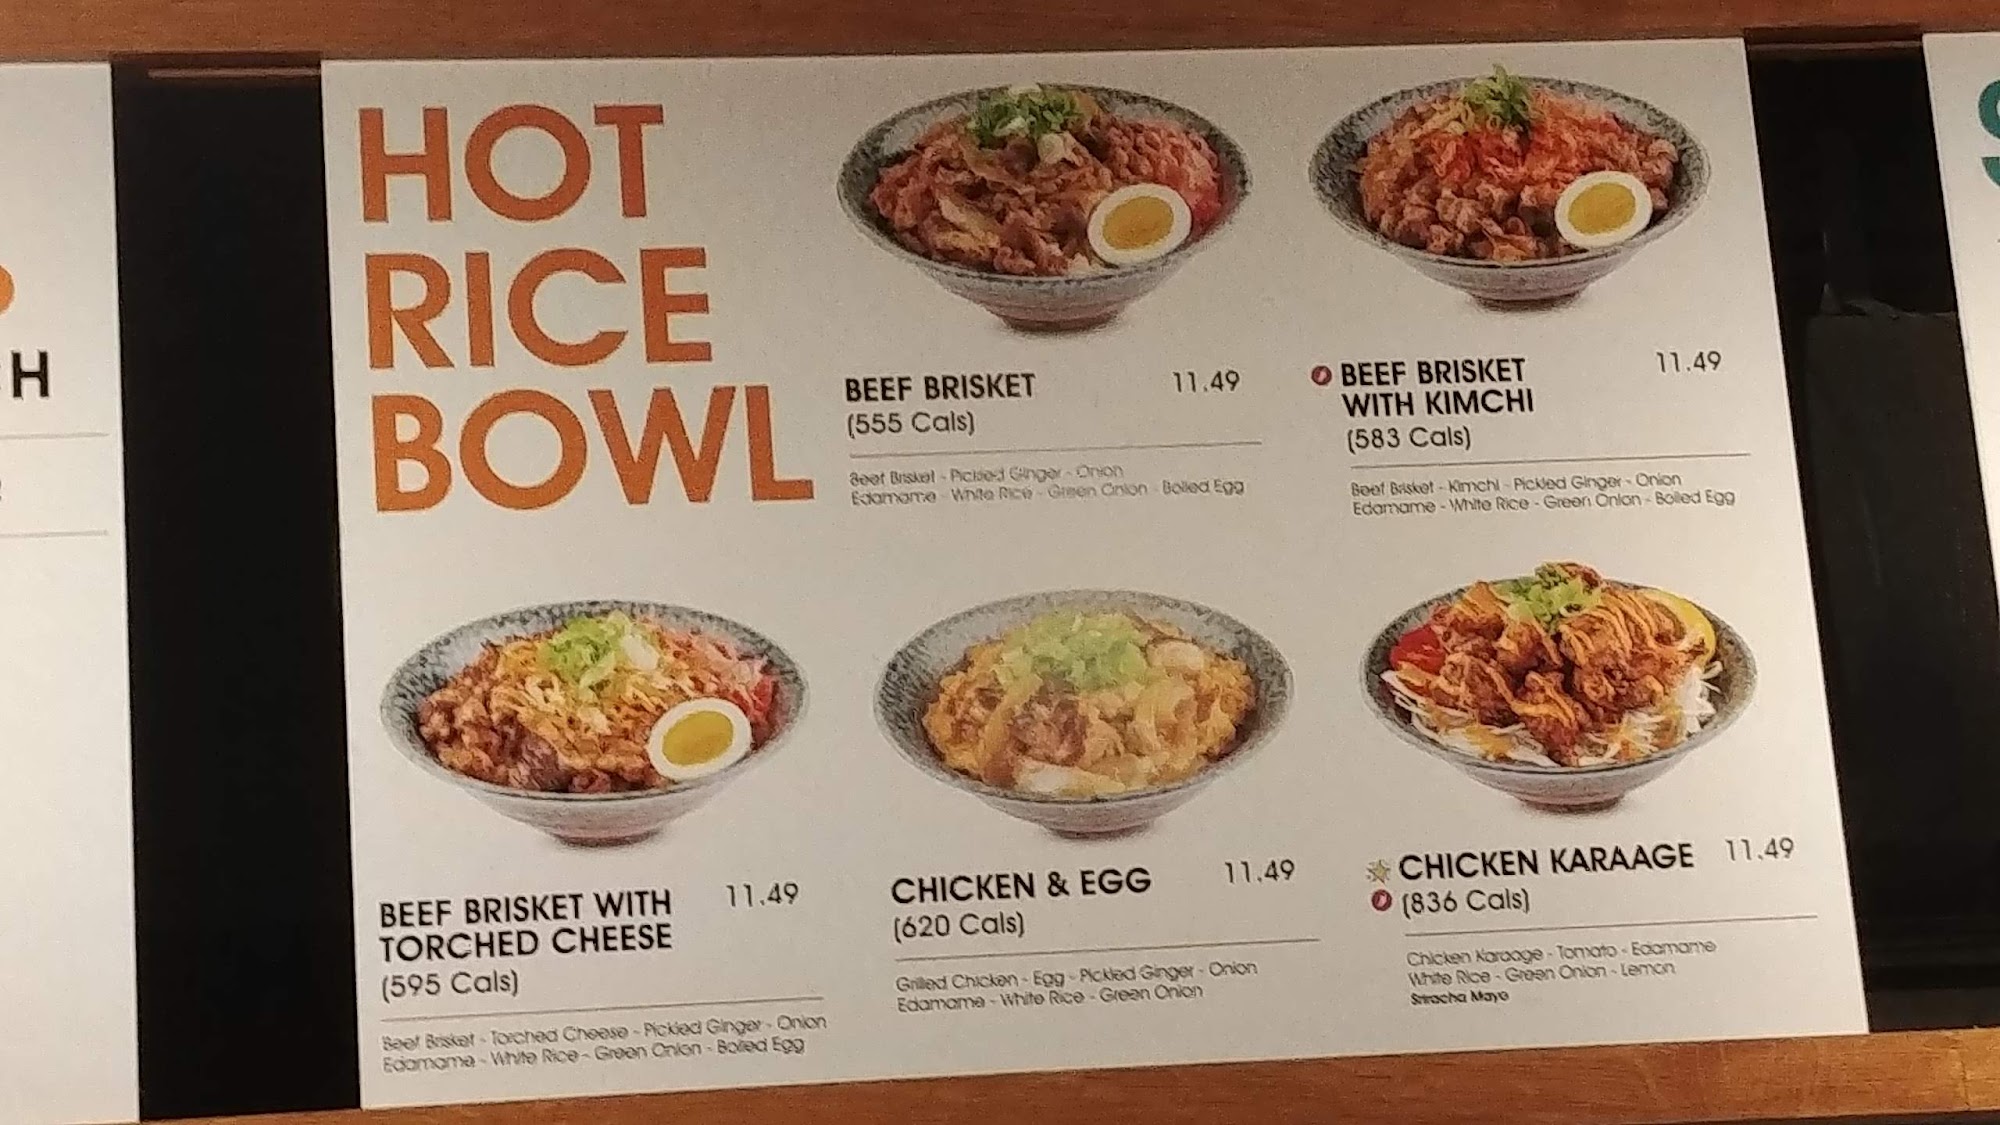 HOT
RICE
BOWL
BEEF BRISKET 11.49
(555 Cals)
Beef Brisket - Pickled Ginger - Onion
Edamame - White Rice - Green Onion - Boiled Egg
BEEF BRISKET 11.49
WITH KIMCHI
(583 Cals)
Beef Brisket - Kimchi - Pickled Ginger - Onion
Edamame - White Rice - Green Onion - Boiled Egg
BEEF BRISKET WITH 11.49
TORCHED CHEESE
(595 Cals)
Beef Brisket - Torched Cheese - Pickled Ginger - Onion
Edamame - White Rice - Green Onion - Boiled Egg
CHICKEN & EGG 11.49
(620 Cals)
Grilled Chicken - Egg - Pickled Ginger - Onion
Edamame - White Rice - Green Onion
CHICKEN KARAAGE 11.49
(836 Cals)
Chicken Karaage - Tomato - Edamame
White Rice - Green Onion - Lemon
Sriracha Mayo